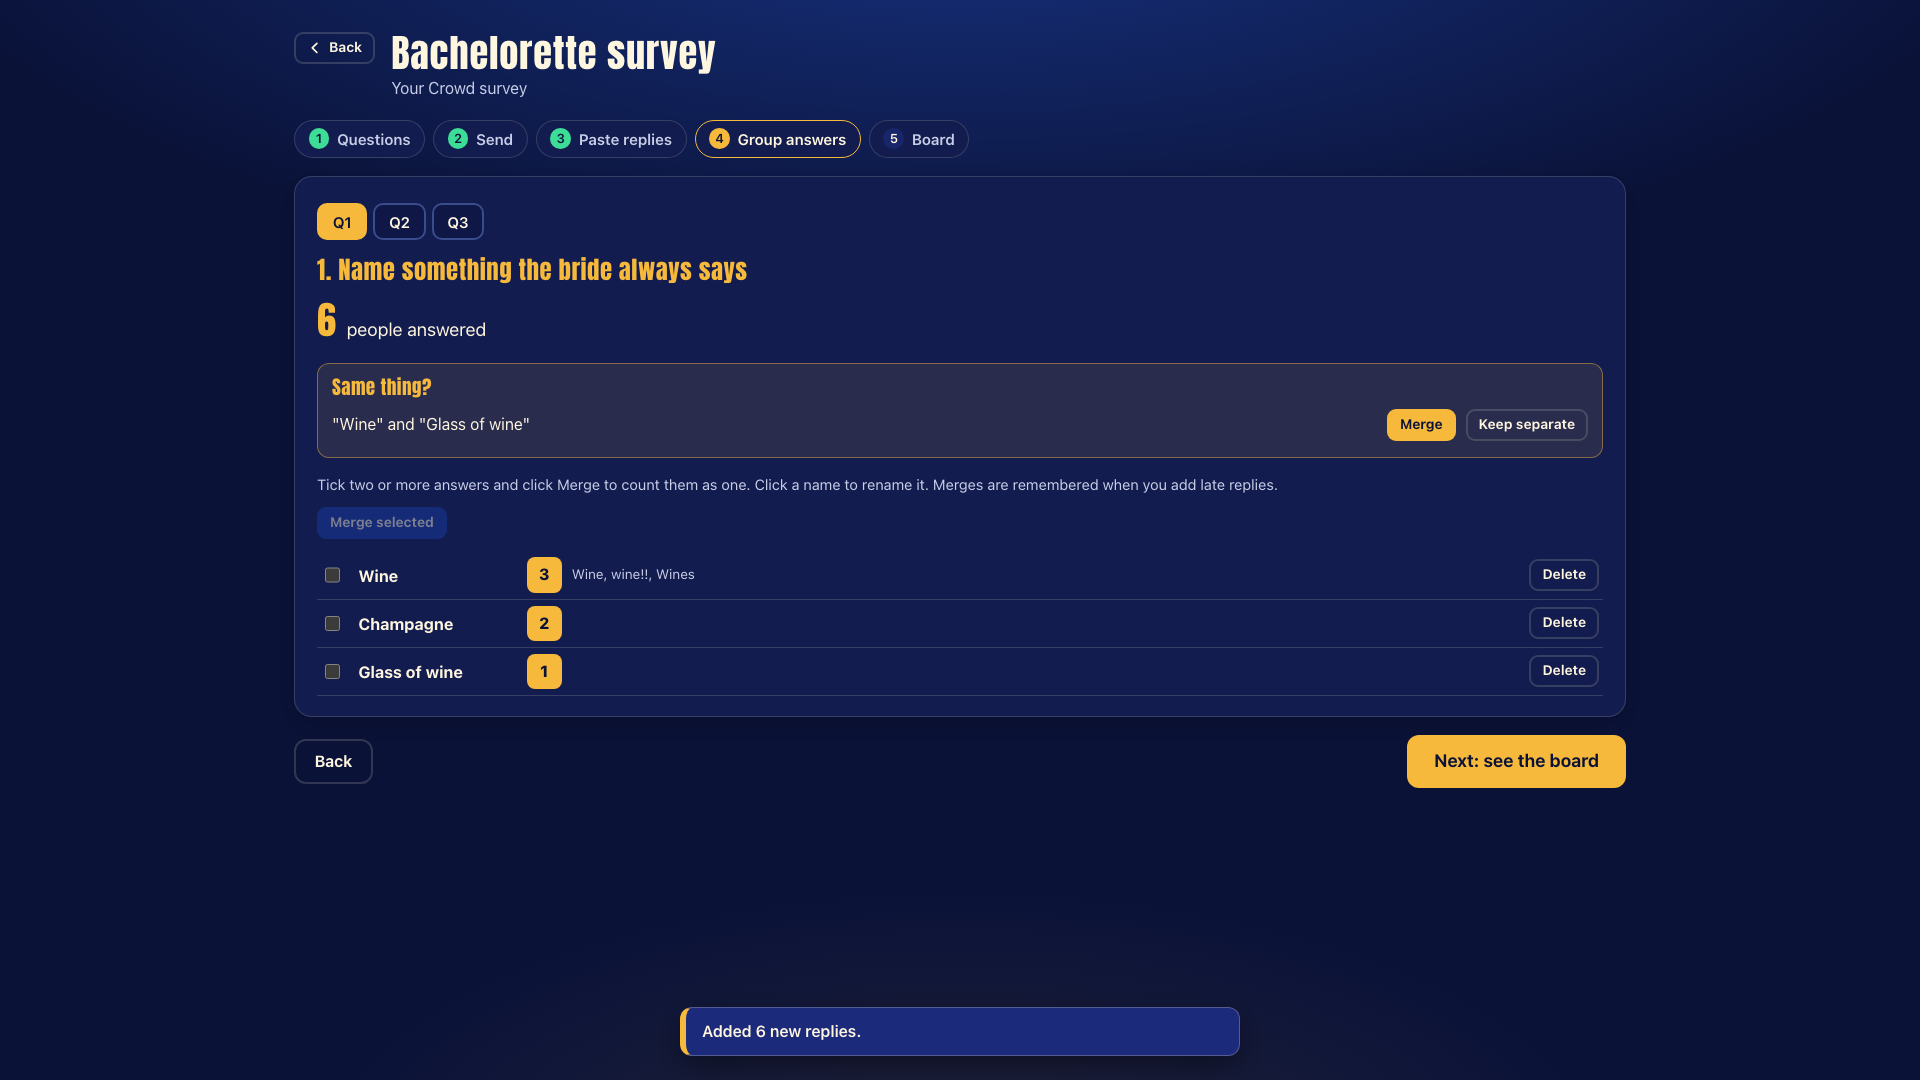 Back
Bachelorette survey
Your Crowd survey
1 Questions
2 Send
3 Paste replies
4 Group answers
5 Board
Q1
Q2
Q3
1. Name something the bride always says
6 people answered
Same thing?
"Wine" and "Glass of wine"
Merge
Keep separate
Tick two or more answers and click Merge to count them as one. Click a name to rename it. Merges are remembered when you add late replies.
Merge selected
Wine 3 Wine, wine!!, Wines Delete
Champagne 2 Delete
Glass of wine 1 Delete
Back
Next: see the board
Added 6 new replies.